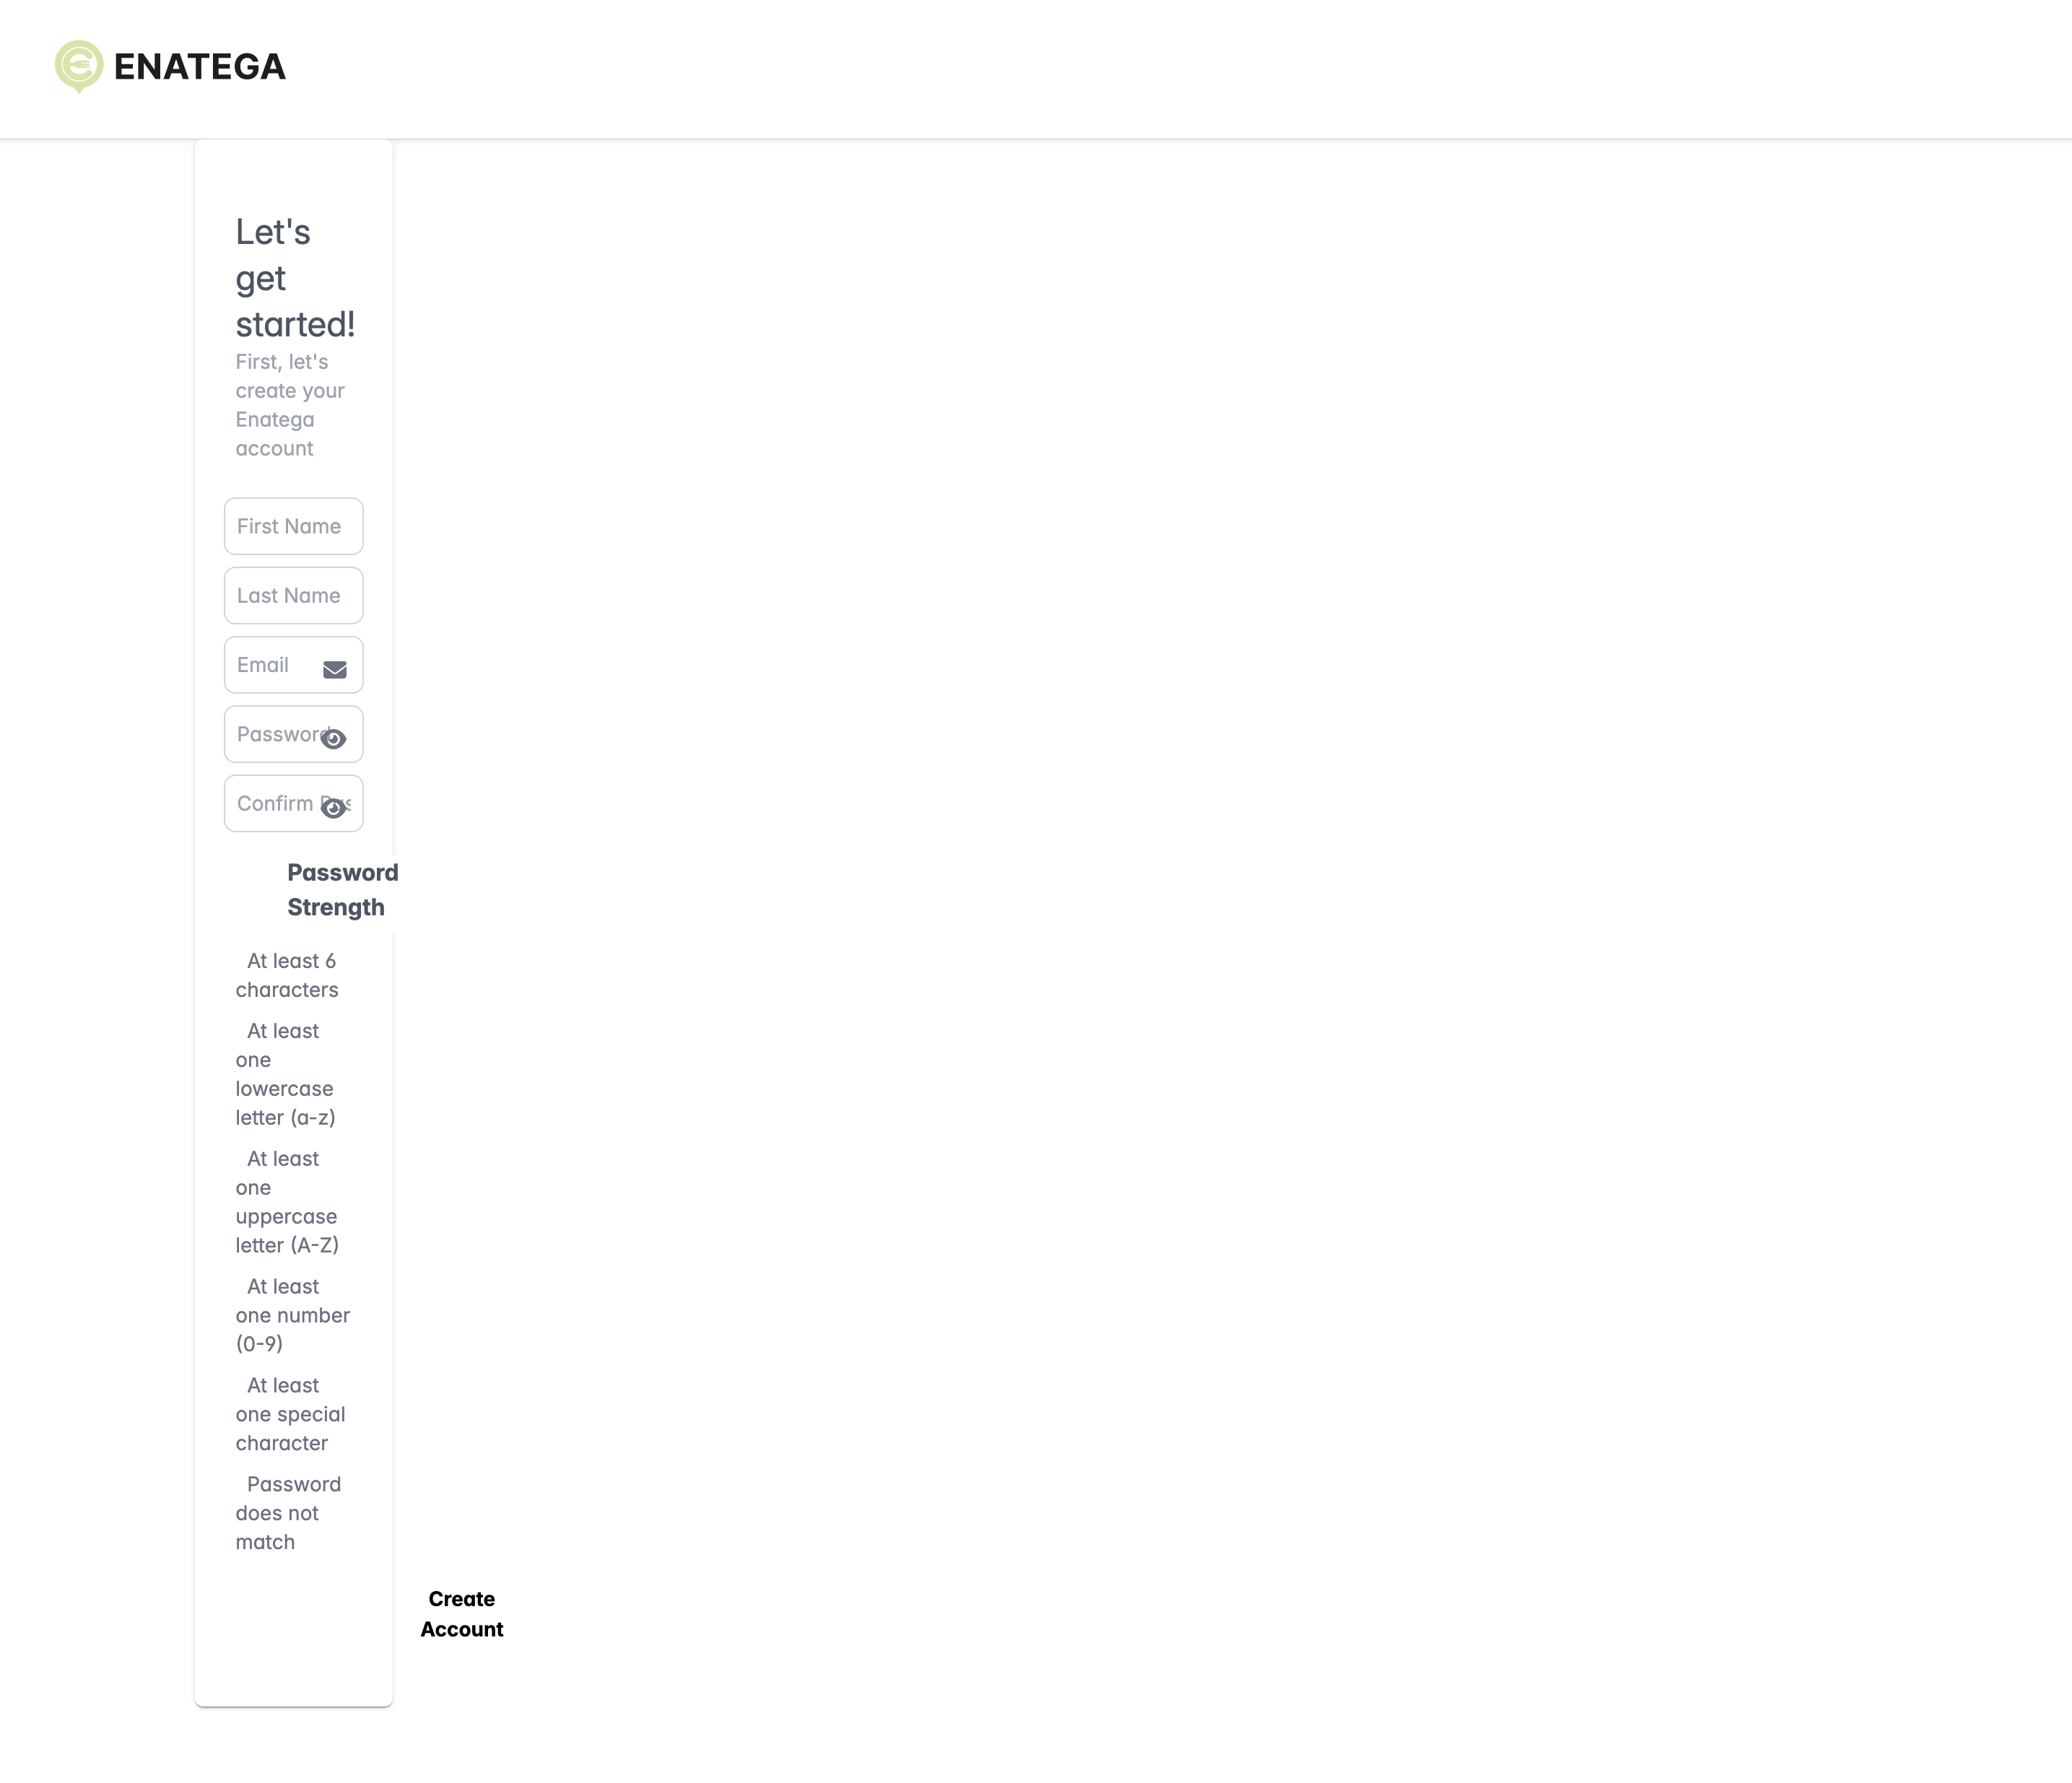 ENATEGA
Let's
get
started!
First, let's
create your
Enatega
account
First Name
Last Name
Email
Password
Confirm
Password
Strength
At least 6
characters
At least
one
lowercase
letter (a-z)
At least
one
uppercase
letter (A-Z)
At least
one number
(0-9)
At least
one special
character
Password
does not
match
Create
Account